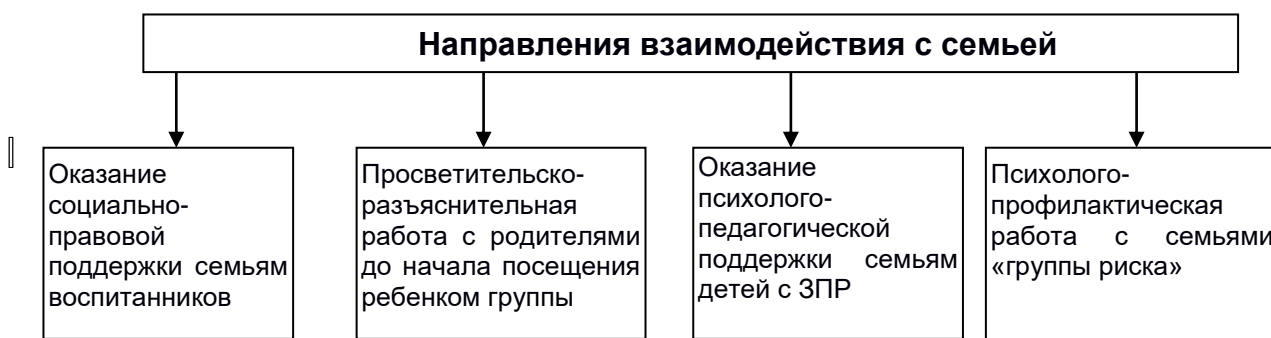 Направления взаимодействия с семьей
Оказание
социально-
правовой
поддержки семьям
воспитанников
Просветительско-
разъяснительная
работа с родителями
до начала посещения
ребенком группы
Оказание
психолого-
педагогической
поддержки семьям
детей с ЗПР
Психолого-
профилактическая
работа с семьями
«группы риска»